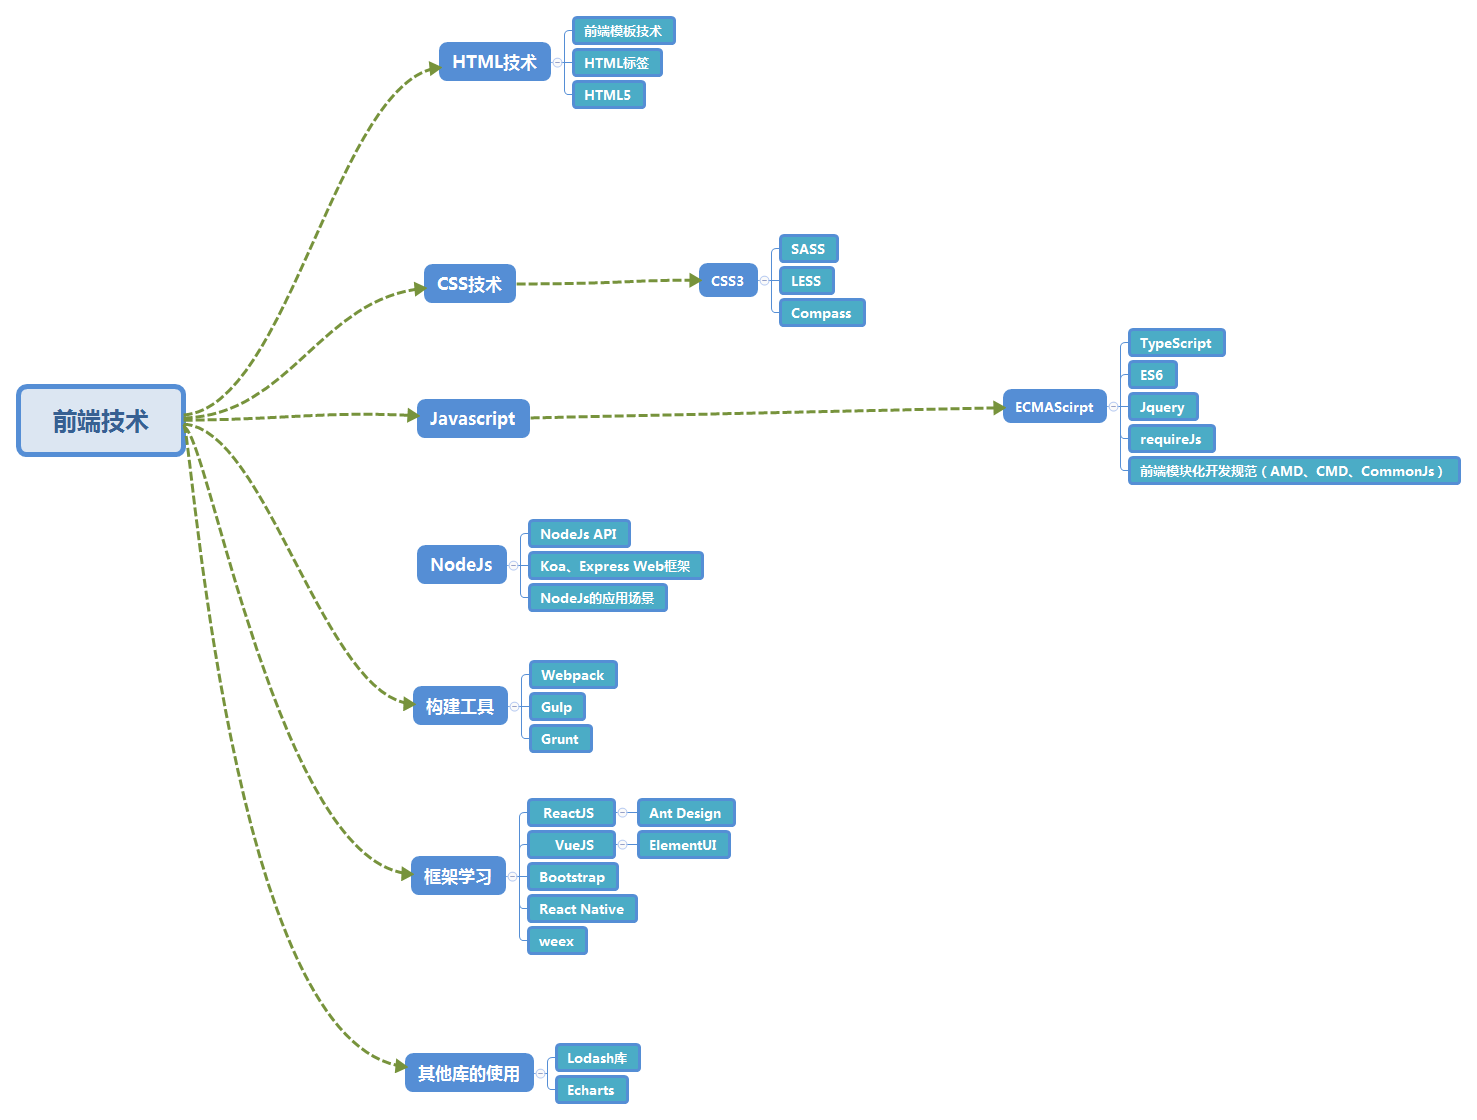 前端技术
HTML技术
前端模板技术
HTML标签
HTML5
CSS技术
CSS3
SASS
LESS
Compass
Javascript
ECMAScirpt
TypeScript
ES6
Jquery
requireJs
前端模块化开发规范（AMD、CMD、CommonJs）
NodeJs
NodeJs API
Koa、Express Web框架
NodeJs的应用场景
构建工具
Webpack
Gulp
Grunt
框架学习
ReactJS
Ant Design
VueJS
ElementUI
Bootstrap
React Native
weex
其他库的使用
Lodash库
Echarts